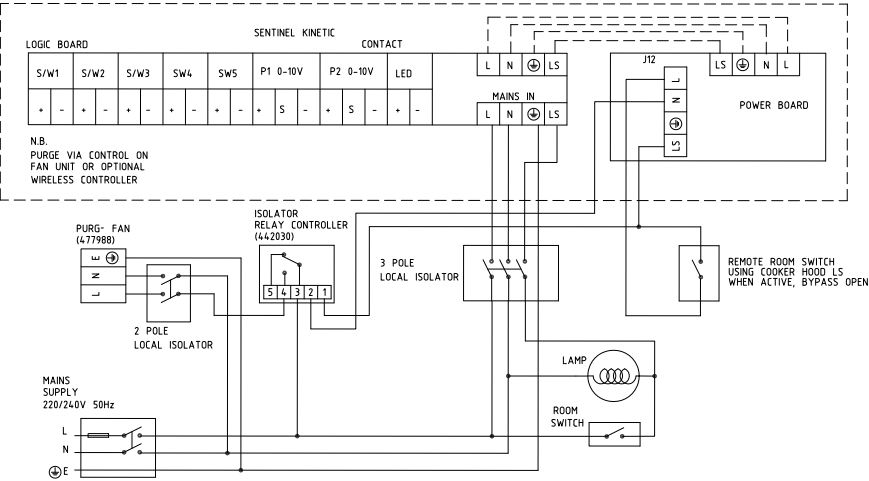 SENTINEL KINETIC
LOGIC BOARD
CONTACT
S/W1 S/W2 S/W3 SW4 SW5 P1 0-10V P2 0-10V LED
+ - + - + - + - + - + S - + S - + -
L N LS
MAINS IN
L N LS
J12
L
N
LS
LS N L
POWER BOARD
N.B.
PURGE VIA CONTROL ON
FAN UNIT OR OPTIONAL
WIRELESS CONTROLLER
PURG- FAN
(477988)
E
N
L
2 POLE
LOCAL ISOLATOR
ISOLATOR
RELAY CONTROLLER
(442030)
5 4 3 2 1
3 POLE
LOCAL ISOLATOR
REMOTE ROOM SWITCH
USING COOKER HOOD LS
WHEN ACTIVE, BYPASS OPEN
LAMP
ROOM
SWITCH
MAINS
SUPPLY
220/240V 50Hz
L
N
E